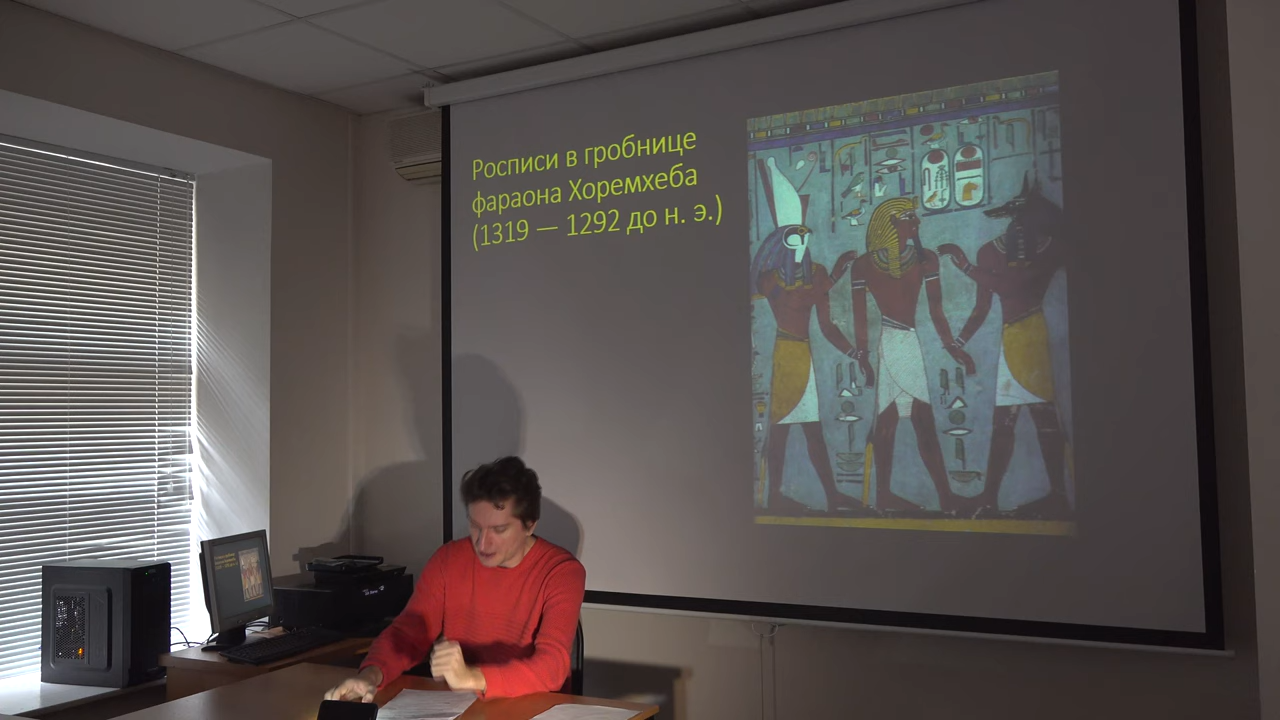 Росписи в гробнице
фараона Хоремхеба
(1319 — 1292 до н. э.)